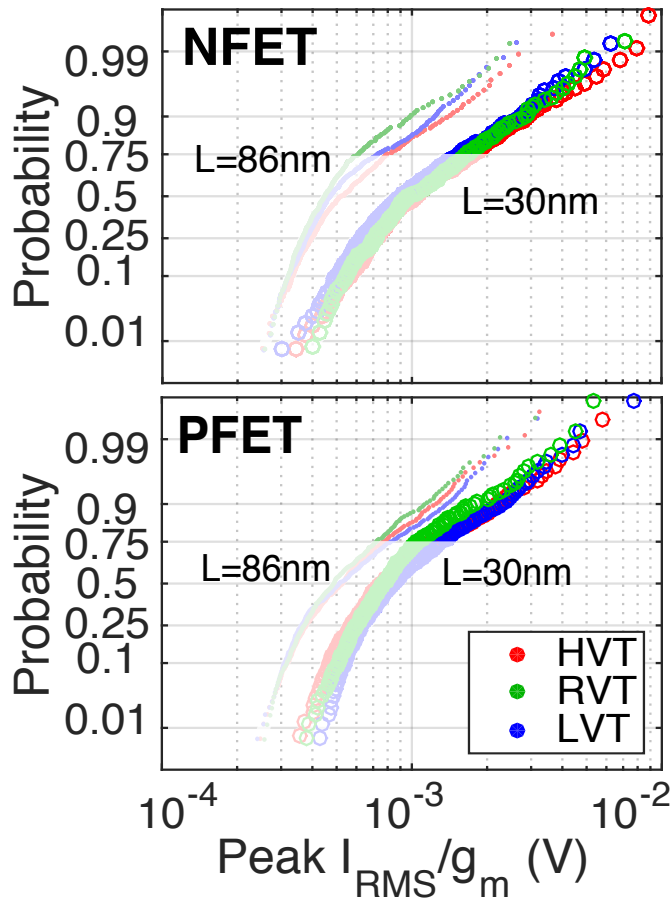 NFET
Probability
0.99
0.9
0.75
0.5
0.25
0.1
0.01
L=86nm
L=30nm
PFET
Probability
0.99
0.9
0.75
0.5
0.25
0.1
0.01
L=86nm
L=30nm
HVT
RVT
LVT
10^-4
10^-3
10^-2
Peak I_RMS/g_m (V)